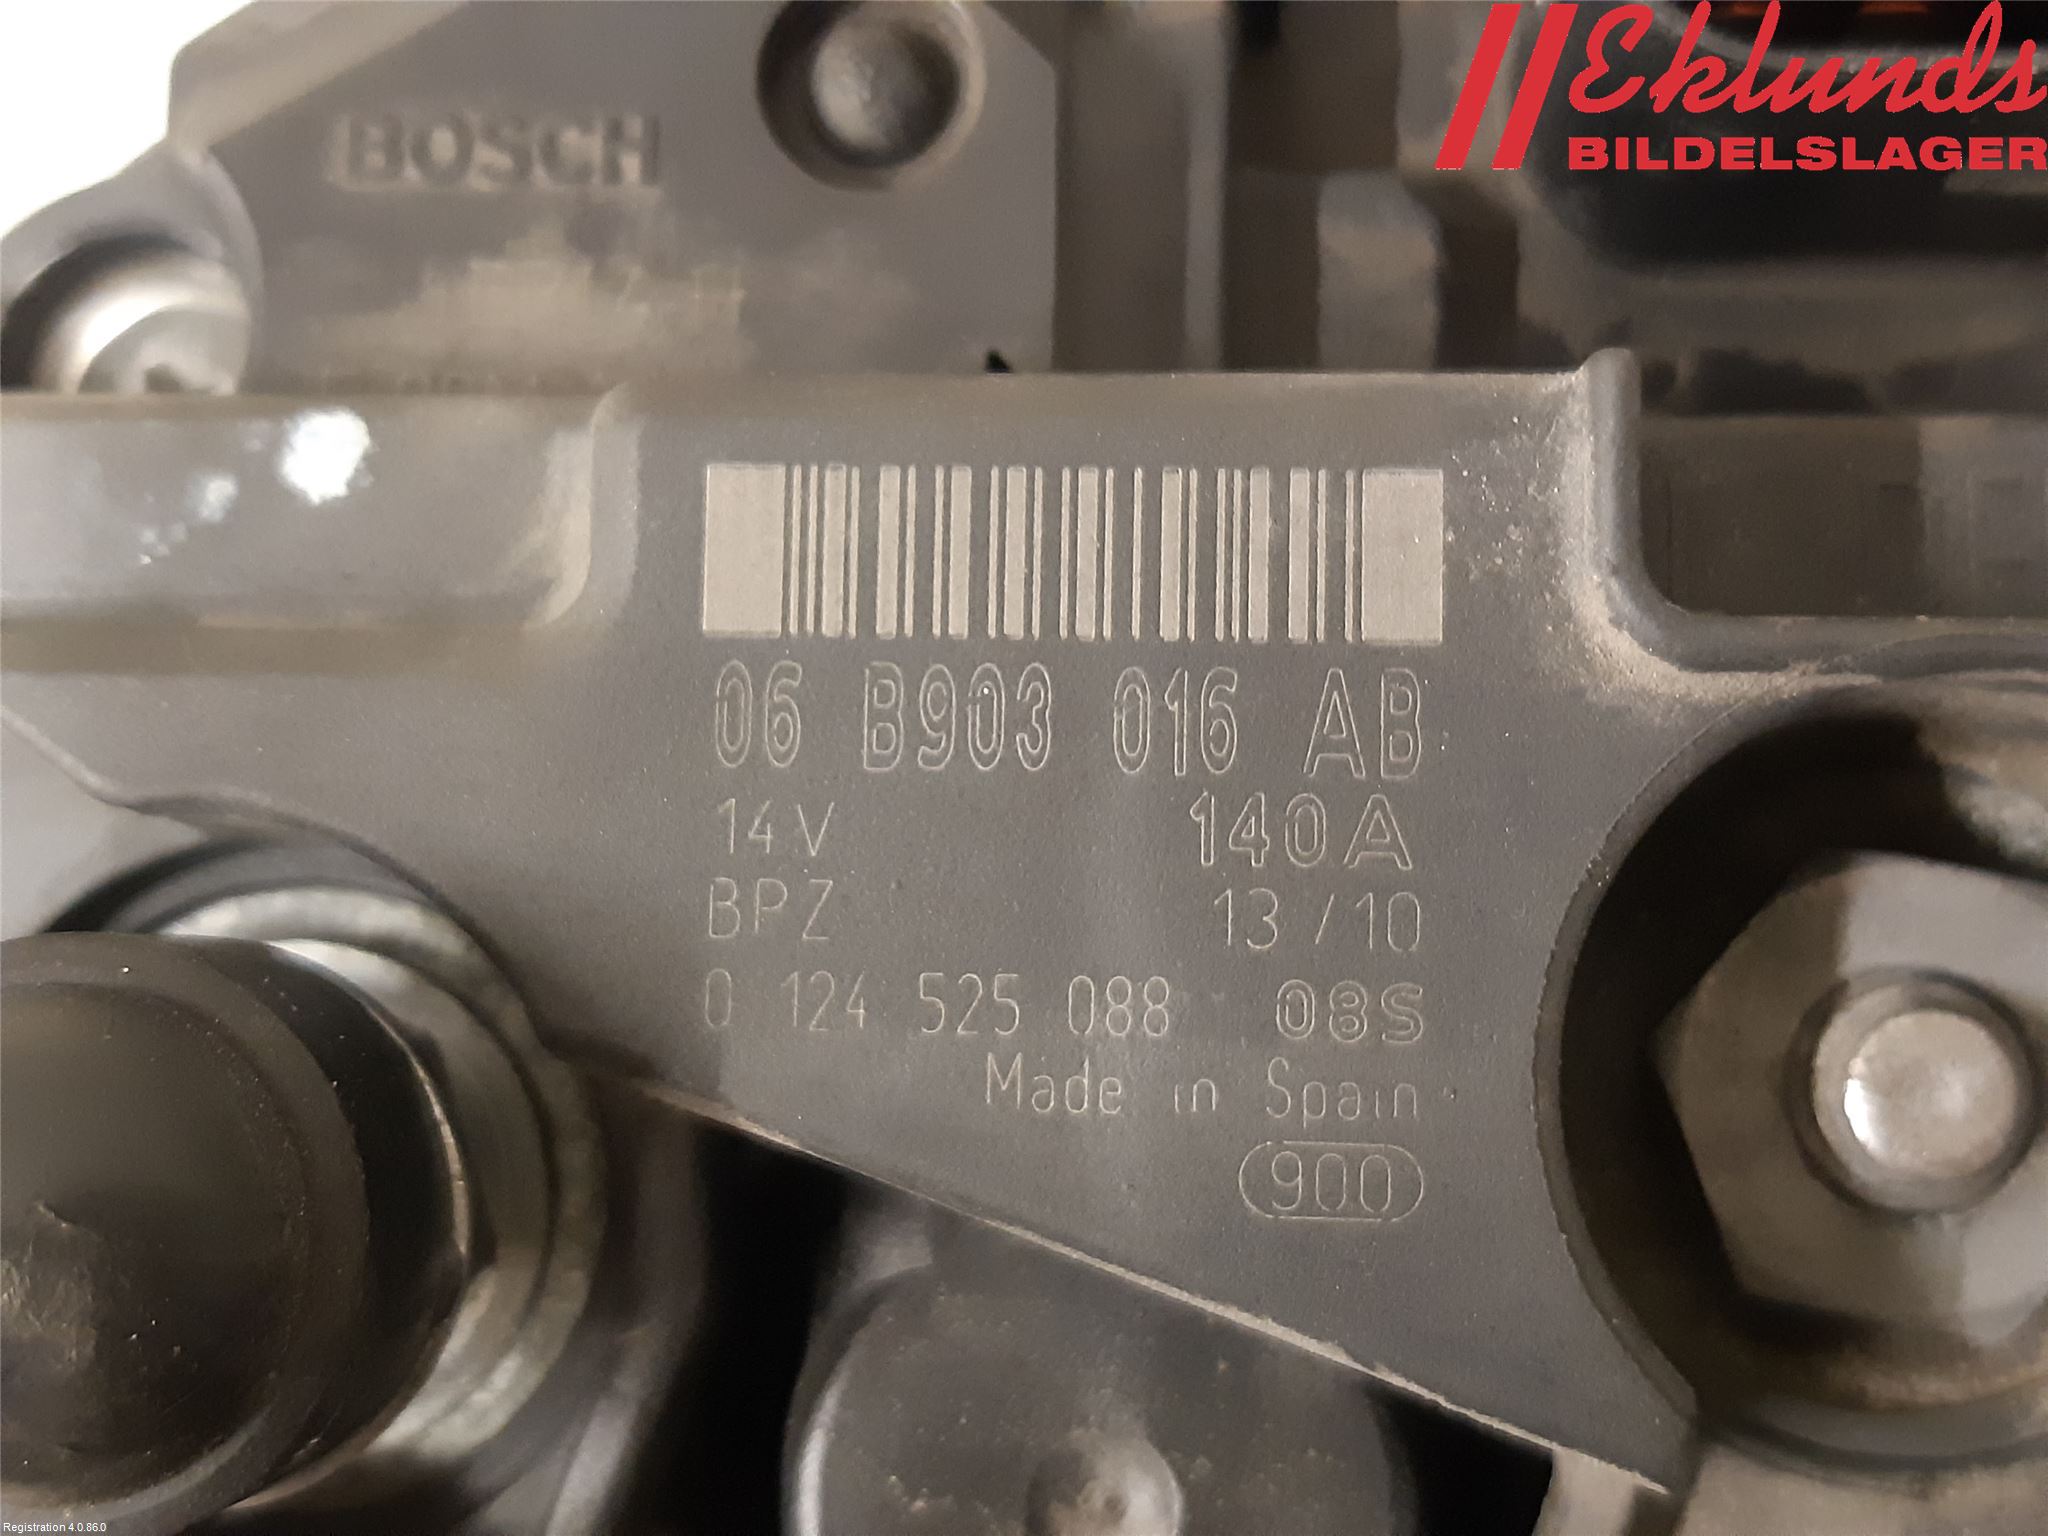 Eklunds
BILDELSLAGER
BOSCH
06 B903 016 AB
14V 140A
BPZ 13/10
0 124 525 088 08S
Made in Spain
900
Registration 4.0.86.0